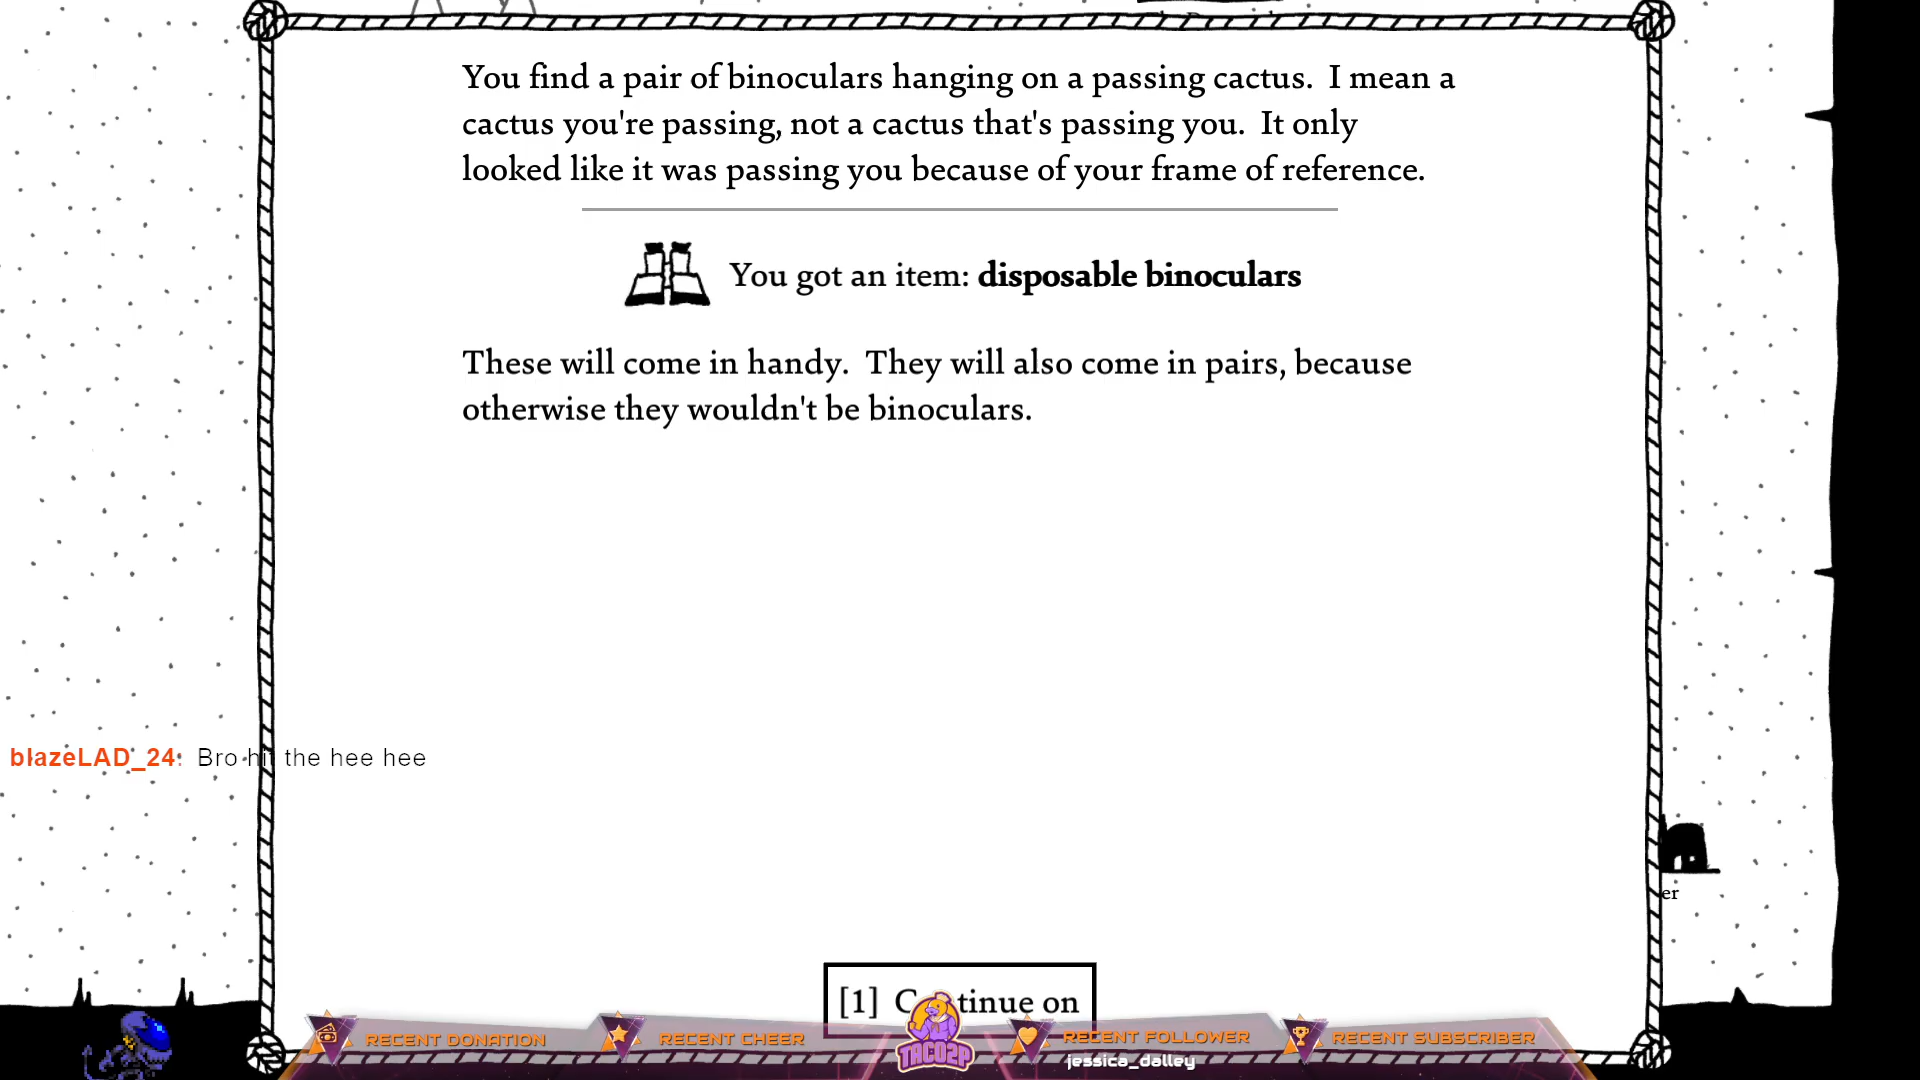 You find a pair of binoculars hanging on a passing cactus.  I mean a
cactus you're passing, not a cactus that's passing you.  It only
looked like it was passing you because of your frame of reference.
You got an item: disposable binoculars
These will come in handy.  They will also come in pairs, because
otherwise they wouldn't be binoculars.
blazeLAD_24: Bro hit the hee hee
er
[1] Continue on
RECENT DONATION
RECENT CHEER
TACO2P
RECENT FOLLOWER
jessica_dalley
RECENT SUBSCRIBER